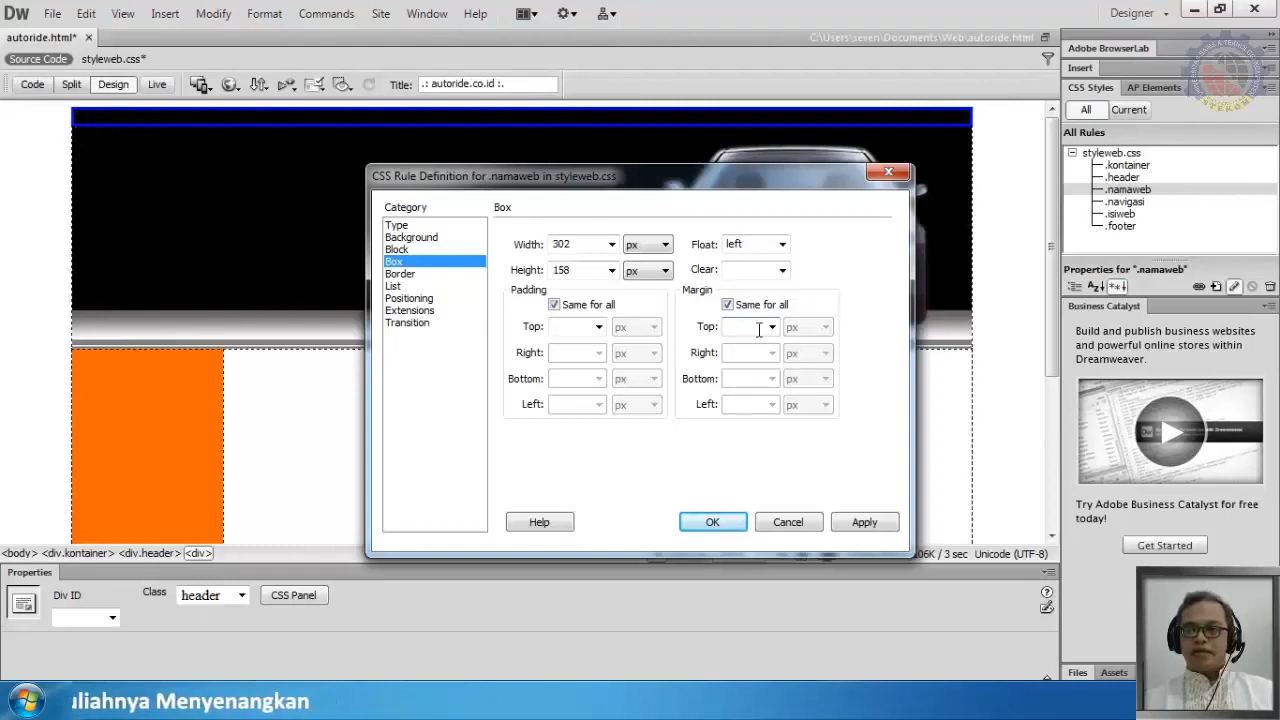 Dw File Edit View Insert Modify Format Commands Site Window Help Designer
autoride.html* C:\Users\seven\Documents\Web\autoride.html
Source Code styleweb.css*
Code Split Design Live Title: .: autoride.co.id :.
CSS Rule Definition for .namaweb in styleweb.css
Category
Type
Background
Block
Box
Border
List
Positioning
Extensions
Transition
Box
Width: 302 px Float: left
Height: 158 px Clear:
Padding Margin
Same for all Same for all
Top: px Top: px
Right: px Right: px
Bottom: px Bottom: px
Left: px Left: px
Help OK Cancel Apply
Adobe BrowserLab
Insert
CSS Styles AP Elements
All Current
All Rules
styleweb.css
.kontainer
.header
.namaweb
.navigasi
.isiweb
.footer
Properties for ".namaweb"
Business Catalyst
Build and publish business websites
and powerful online stores within
Dreamweaver.
Try Adobe Business Catalyst for free
today!
Get Started
Files Assets
<body> <div.kontainer> <div.header> <div> 06K / 3 sec Unicode (UTF-8)
Properties
Div ID Class header CSS Panel
uliahnya Menyenangkan